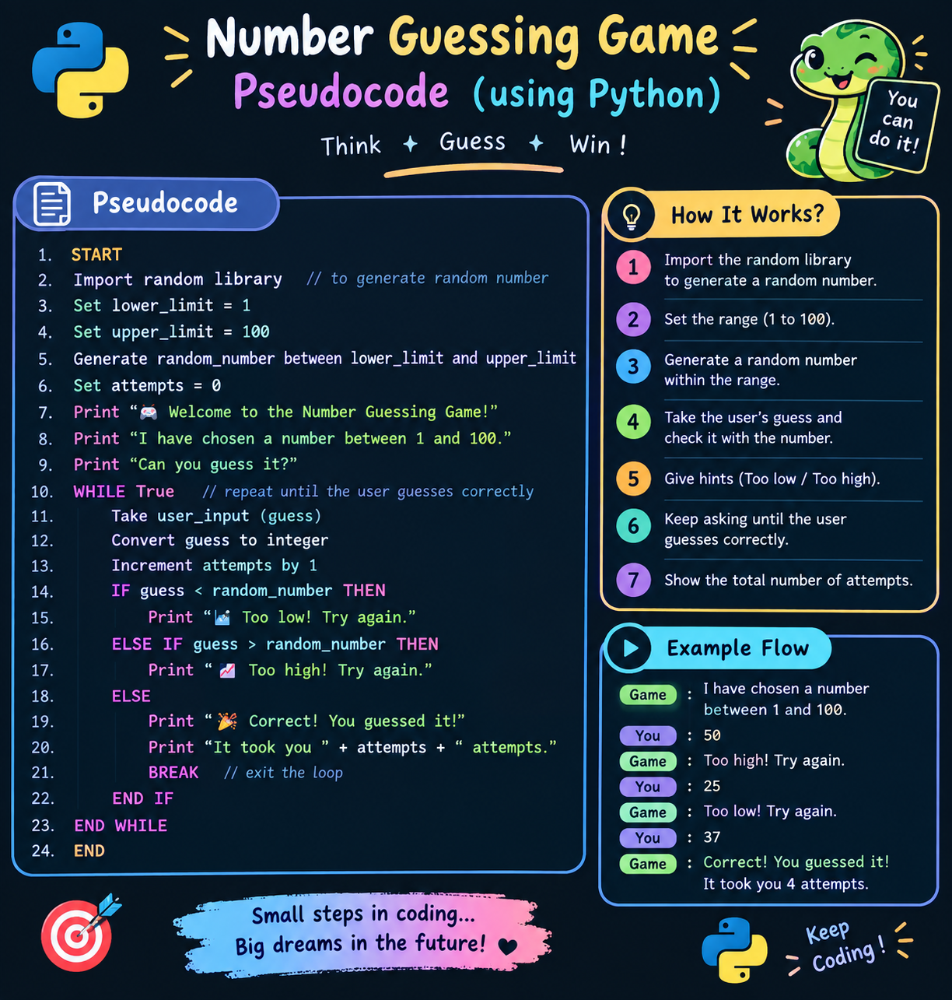 Number Guessing Game
Pseudocode (using Python)
Think ✦ Guess ✦ Win !
You
can
do it!
Pseudocode
1. START
2. Import random library // to generate random number
3. Set lower_limit = 1
4. Set upper_limit = 100
5. Generate random_number between lower_limit and upper_limit
6. Set attempts = 0
7. Print “🎮 Welcome to the Number Guessing Game!”
8. Print “I have chosen a number between 1 and 100.”
9. Print “Can you guess it?”
10. WHILE True // repeat until the user guesses correctly
11. Take user_input (guess)
12. Convert guess to integer
13. Increment attempts by 1
14. IF guess < random_number THEN
15. Print “📉 Too low! Try again.”
16. ELSE IF guess > random_number THEN
17. Print “ 📈 Too high! Try again.”
18. ELSE
19. Print “ 🎉 Correct! You guessed it!”
20. Print “It took you ” + attempts + “ attempts.”
21. BREAK // exit the loop
22. END IF
23. END WHILE
24. END
How It Works?
1 Import the random library
to generate a random number.
2 Set the range (1 to 100).
3 Generate a random number
within the range.
4 Take the user’s guess and
check it with the number.
5 Give hints (Too low / Too high).
6 Keep asking until the user
guesses correctly.
7 Show the total number of attempts.
Example Flow
Game : I have chosen a number
between 1 and 100.
You : 50
Game : Too high! Try again.
You : 25
Game : Too low! Try again.
You : 37
Game : Correct! You guessed it!
It took you 4 attempts.
Small steps in coding...
Big dreams in the future! ♥
Keep
Coding !